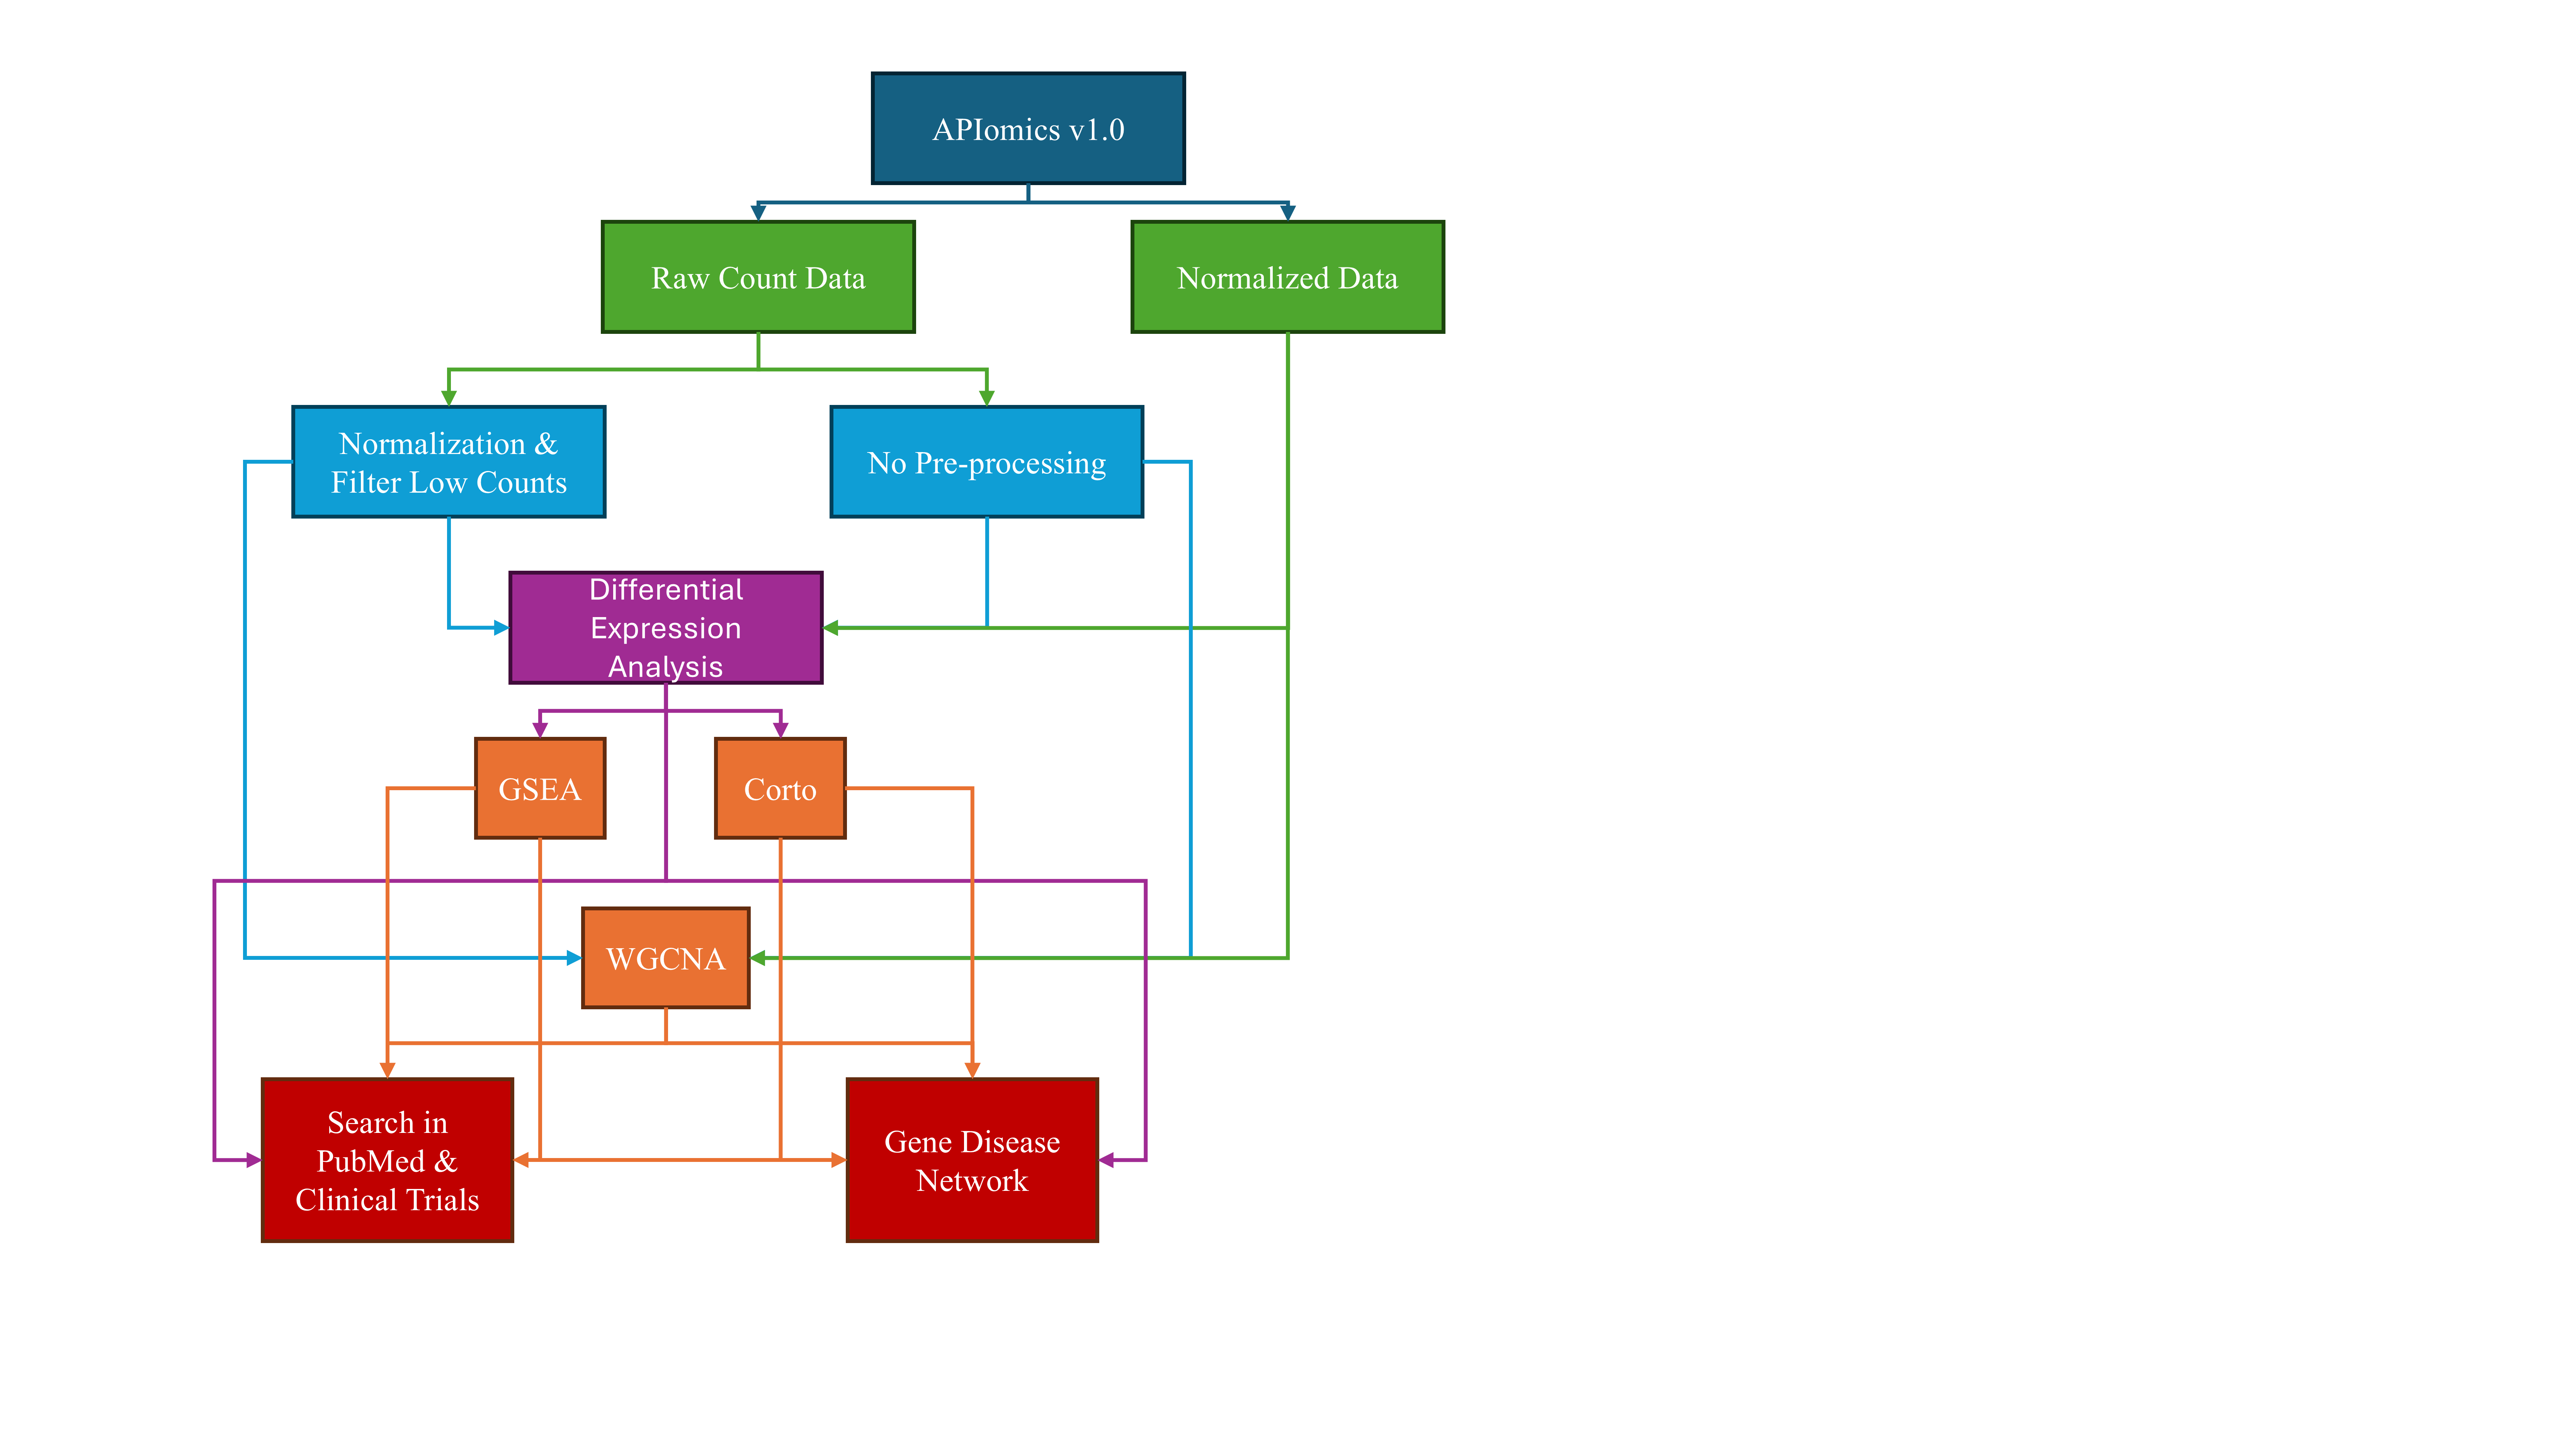 APIomics v1.0
Raw Count Data
Normalized Data
Normalization &
Filter Low Counts
No Pre-processing
Differential
Expression
Analysis
GSEA
Corto
WGCNA
Search in
PubMed &
Clinical Trials
Gene Disease
Network